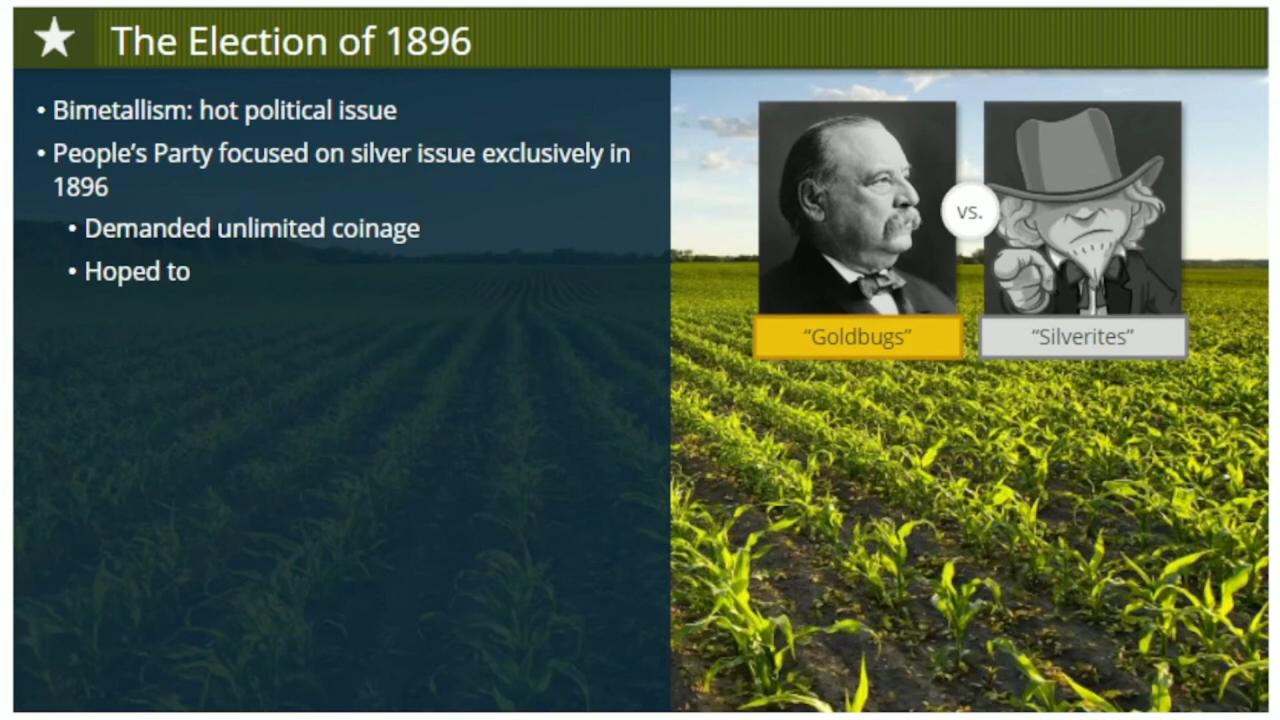 The Election of 1896
• Bimetallism: hot political issue
• People’s Party focused on silver issue exclusively in
1896
• Demanded unlimited coinage
• Hoped to
vs.
“Goldbugs”
“Silverites”